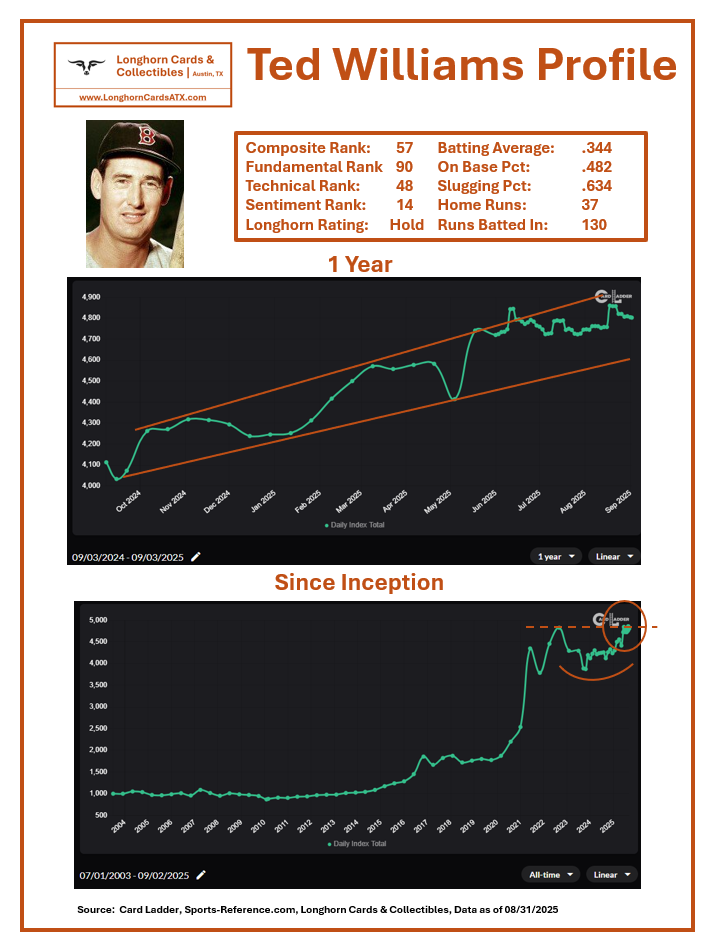 Longhorn Cards &
Collectibles | Austin, TX
www.LonghornCardsATX.com
Ted Williams Profile
Composite Rank: 57 Batting Average: .344
Fundamental Rank 90 On Base Pct: .482
Technical Rank: 48 Slugging Pct: .634
Sentiment Rank: 14 Home Runs: 37
Longhorn Rating: Hold Runs Batted In: 130
B
1 Year
CARD LADDER
4,900
4,800
4,700
4,600
4,500
4,400
4,300
4,200
4,100
4,000
Oct 2024 Nov 2024 Dec 2024 Jan 2025 Feb 2025 Mar 2025 Apr 2025 May 2025 Jun 2025 Jul 2025 Aug 2025 Sep 2025
Daily Index Total
09/03/2024 - 09/03/2025 1 year Linear
Since Inception
CARD LADDER
5,000
4,500
4,000
3,500
3,000
2,500
2,000
1,500
1,000
500
2004 2005 2006 2007 2008 2009 2010 2011 2012 2013 2014 2015 2016 2017 2018 2019 2020 2021 2022 2023 2024 2025
Daily Index Total
07/01/2003 - 09/02/2025 All-time Linear
Source: Card Ladder, Sports-Reference.com, Longhorn Cards & Collectibles, Data as of 08/31/2025